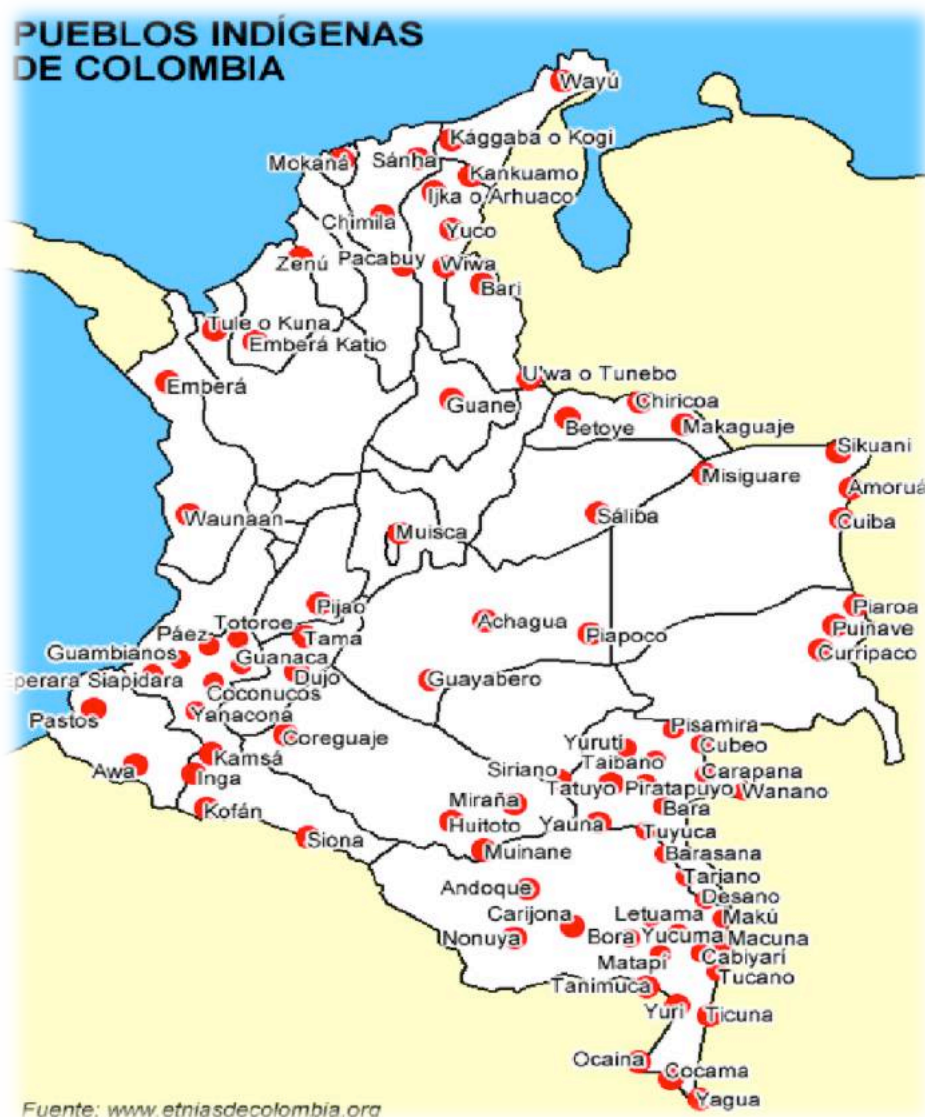 PUEBLOS INDÍGENAS
DE COLOMBIA
Wayú
Kággaba o Kogi
Mokaná
Sánha
Kankuamo
Ijka o Arhuaco
Chimila
Yuco
Zenú
Pacabuy
Wiwa
Bari
Tule o Kuna
Emberá Katio
Emberá
U'wa o Tunebo
Guane
Chiricoa
Betoye
Makaguaje
Sikuani
Misiguare
Amoruá
Waunaan
Sáliba
Cuiba
Muisca
Pijao
Piaroa
Totoroe
Achagua
Puinave
Páez
Tama
Piapoco
Guambianos
Guanaca
Curripaco
Eperara Siapidara
Dujo
Guayabero
Coconucos
Pastos
Yanacona
Coreguaje
Pisamira
Yurutí
Cubeo
Kamsá
Taibano
Awa
Inga
Siriano
Tatuyo
Piratapuyo
Carapana
Wanano
Miraña
Bara
Kofán
Huitoto
Yauna
Tuyuca
Siona
Muinane
Barasana
Andoque
Tariano
Desano
Carijona
Letuama
Makú
Nonuya
Bora
Yucuma
Macuna
Matapí
Cabiyarí
Tanimuca
Tucano
Yuri
Ticuna
Ocaina
Cocama
Yagua
Fuente: www.etniasdecolombia.org